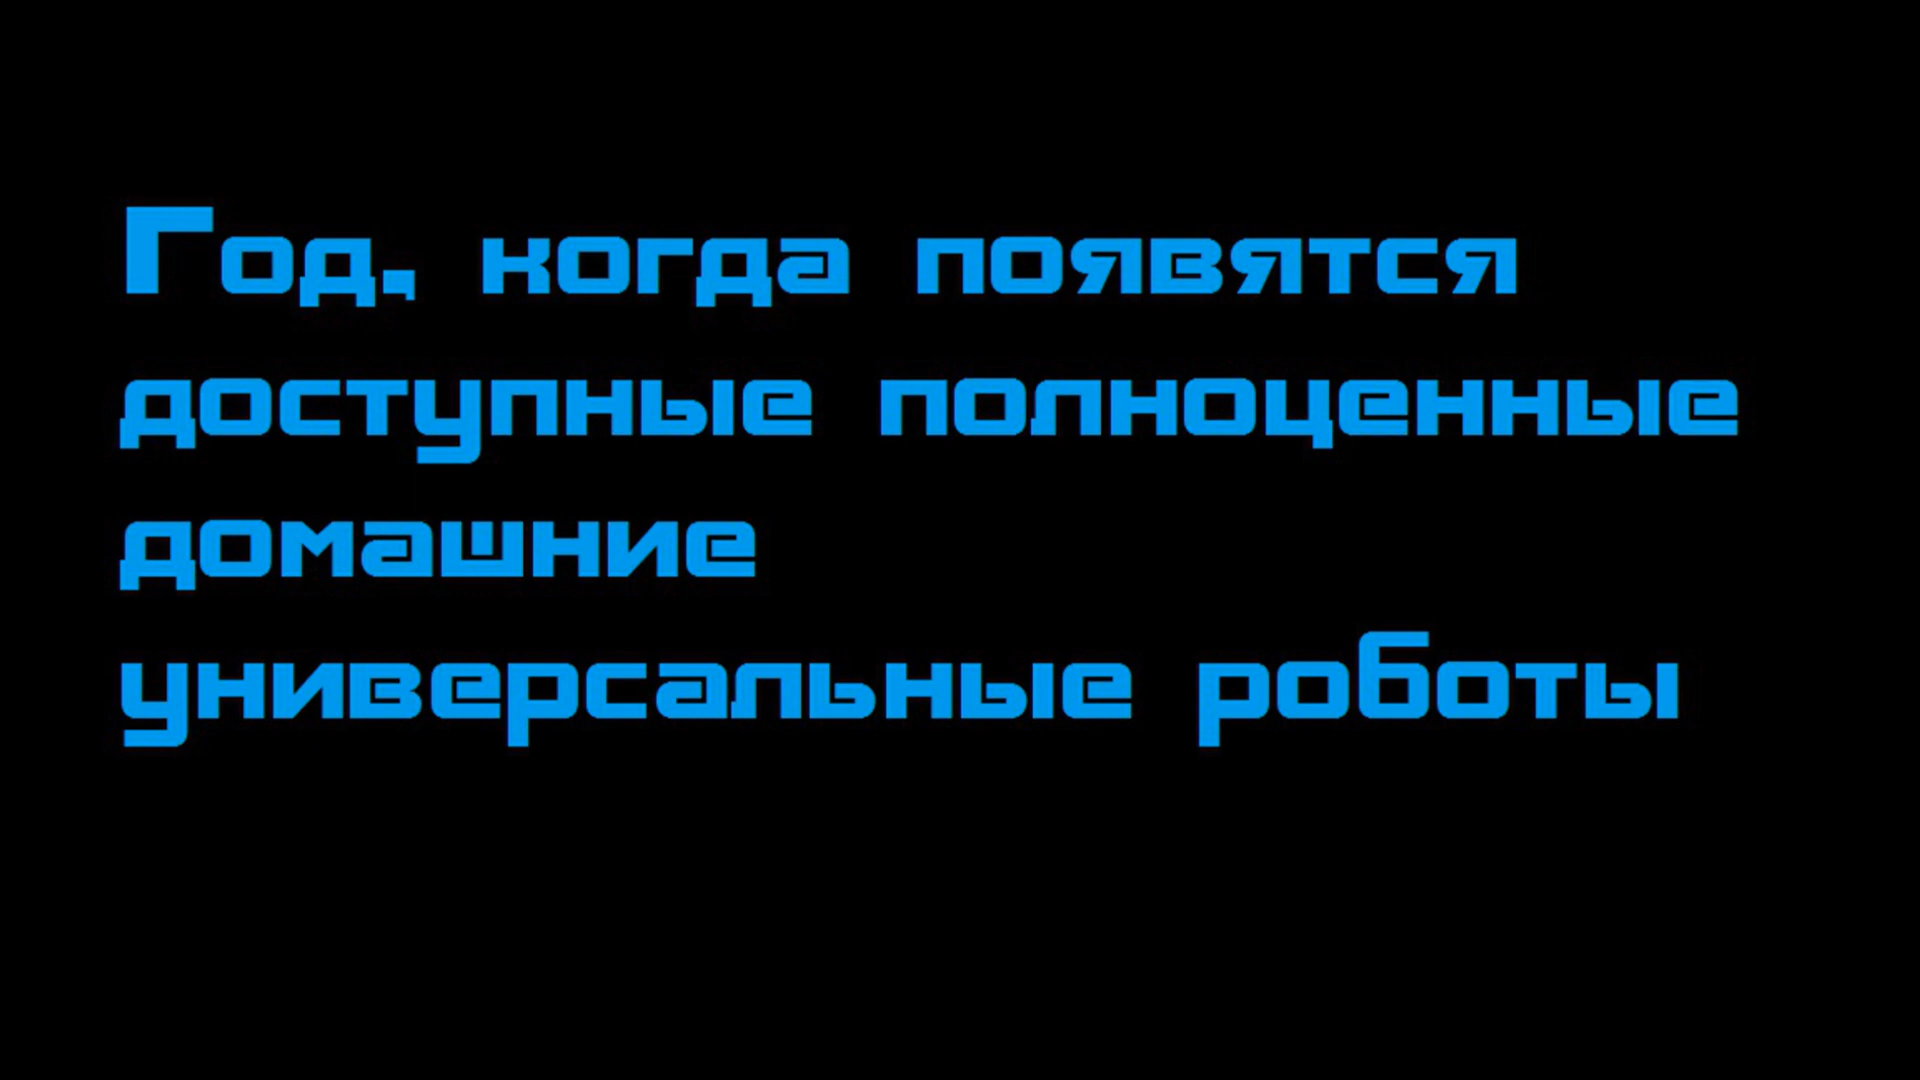 Год, когда появятся
доступные полноценные
домашние
универсальные роботы